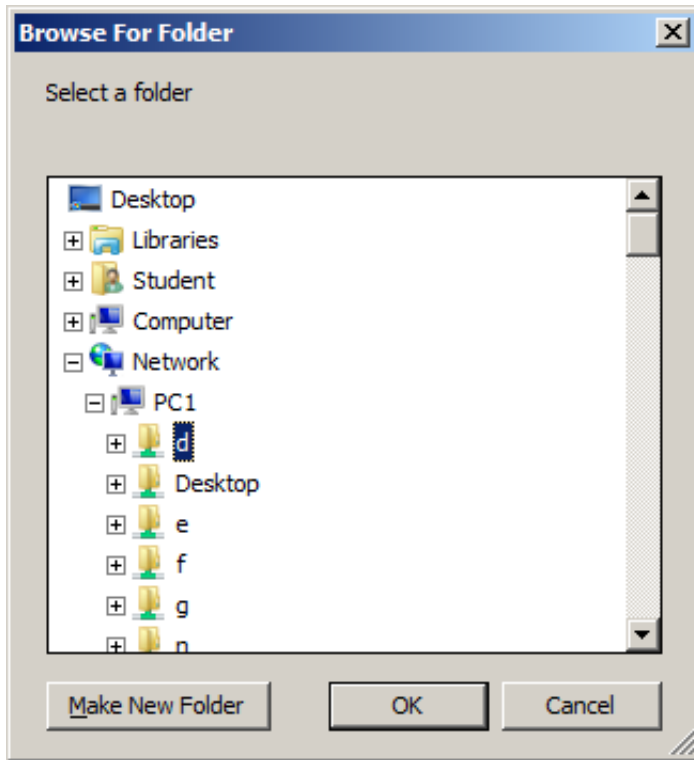 Browse For Folder
Select a folder
Desktop
Libraries
Student
Computer
Network
PC1
d
Desktop
e
f
g
Make New Folder OK Cancel